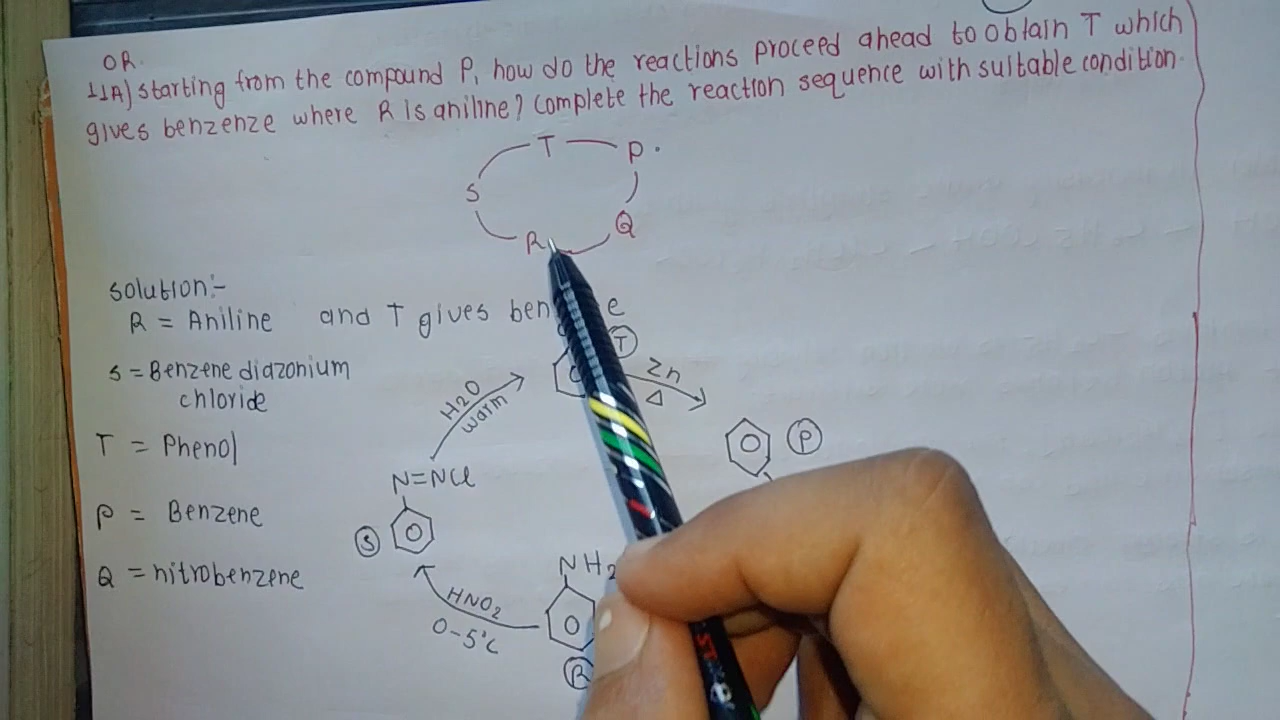 OR.
11A] starting from the compound P, how do the reactions proceed ahead to obtain T which
gives benzenze where R is aniline? Complete the reaction sequence with suitable condition.
T P.
S
Q
R
solution:-
R = Aniline and T gives ben e
T
S = Benzene diazonium
chloride
Zn
Δ
H2O
warm
T = Phenol
P
N=NCl
P = Benzene
S
Q = nitrobenzene
NH2
HNO2
0-5°C
R